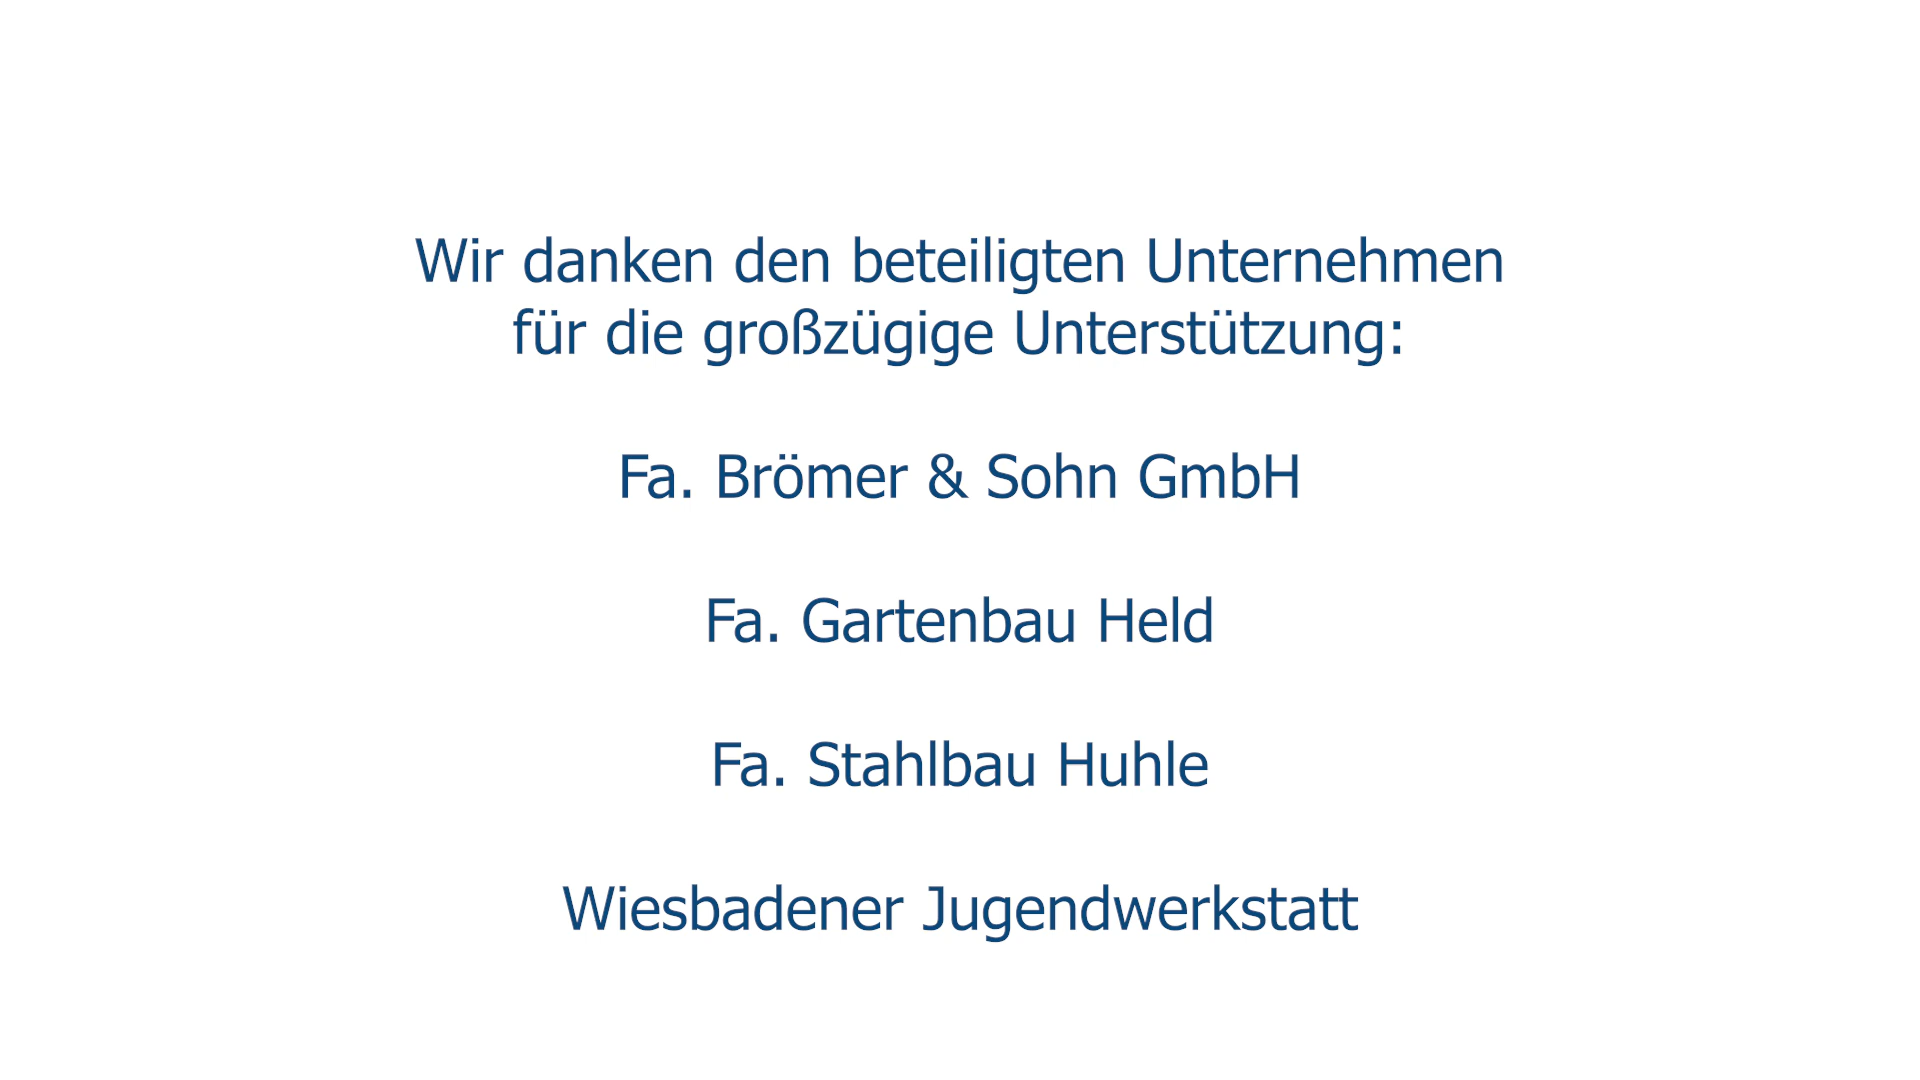 Wir danken den beteiligten Unternehmen
für die großzügige Unterstützung:
Fa. Brömer & Sohn GmbH
Fa. Gartenbau Held
Fa. Stahlbau Huhle
Wiesbadener Jugendwerkstatt